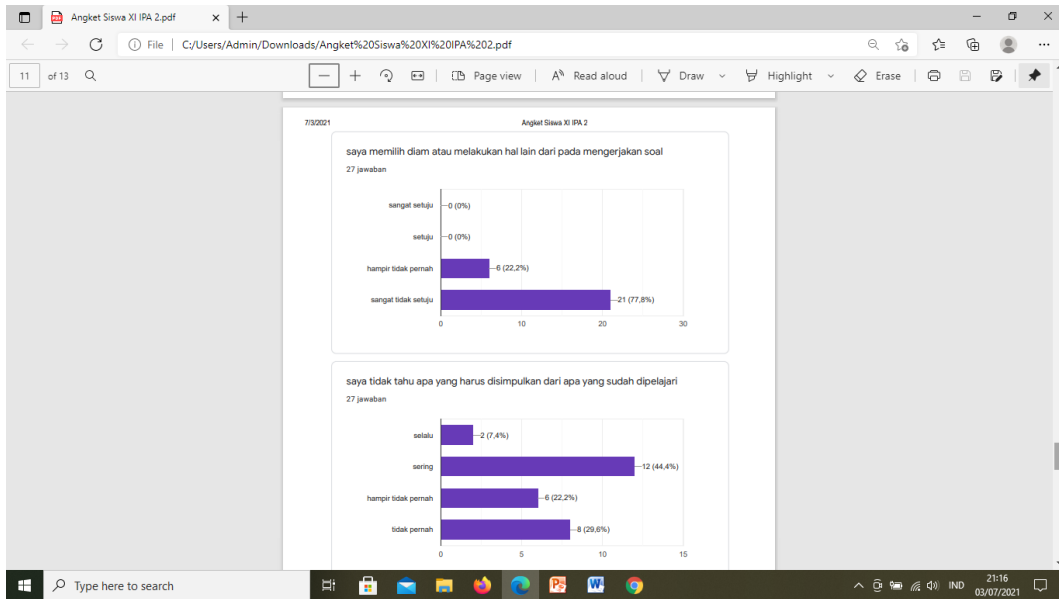 Angket Siswa XI IPA 2.pdf
File C:/Users/Admin/Downloads/Angket%20Siswa%20XI%20IPA%202.pdf
11 of 13 Page view Read aloud Draw Highlight Erase
7/3/2021 Angket Siswa XI IPA 2
saya memilih diam atau melakukan hal lain dari pada mengerjakan soal
27 jawaban
sangat setuju 0 (0%)
setuju 0 (0%)
hampir tidak pernah 6 (22,2%)
sangat tidak setuju 21 (77,8%)
0 10 20 30
saya tidak tahu apa yang harus disimpulkan dari apa yang sudah dipelajari
27 jawaban
selalu 2 (7,4%)
sering 12 (44,4%)
hampir tidak pernah 6 (22,2%)
tidak pernah 8 (29,6%)
0 5 10 15
Type here to search IND 21:16
03/07/2021